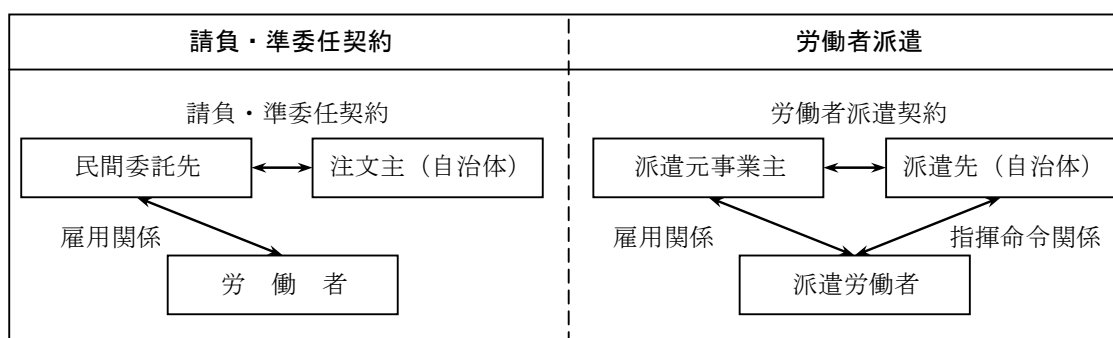 請負・準委任契約
労働者派遣
請負・準委任契約
民間委託先
注文主（自治体）
雇用関係
労　働　者
労働者派遣契約
派遣元事業主
派遣先（自治体）
雇用関係
指揮命令関係
派遣労働者